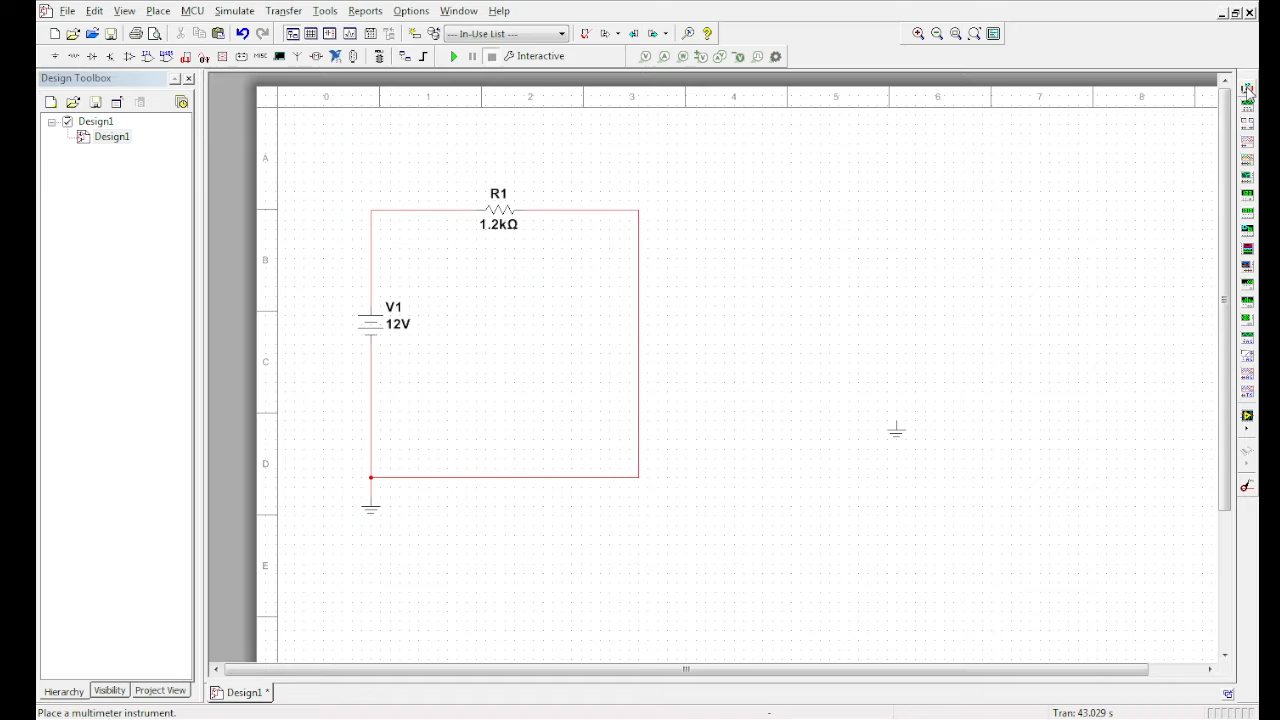 File Edit View Place MCU Simulate Transfer Tools Reports Options Window Help
--- In-Use List ---
Interactive
Design Toolbox
Design1
Design1
0 1 2 3 4 5 6 7 8
A
R1
1.2kΩ
B
V1
12V
C
D
E
Hierarchy Visibility Project View
Design1 *
Place a multimeter instrument.
- Tran: 43.029 s